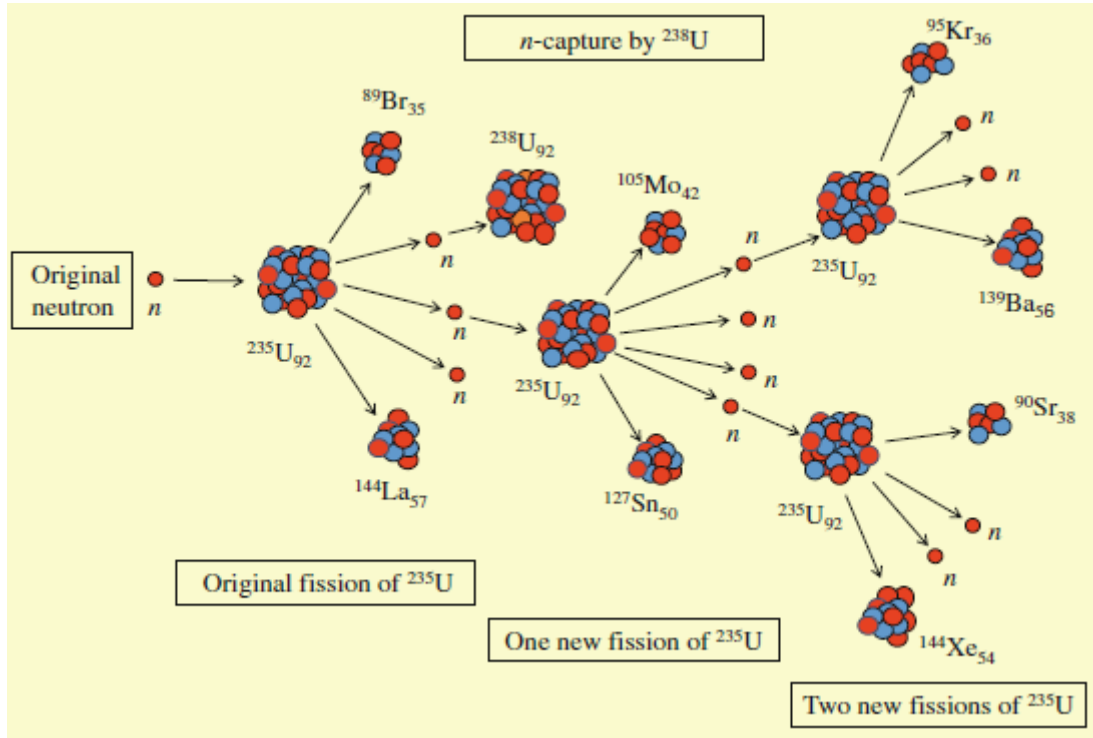 n-capture by ²³⁸U
⁹⁵Kr₃₆
⁸⁹Br₃₅
n
²³⁸U₉₂
¹⁰⁵Mo₄₂
n
n
n
Original
neutron
n
²³⁵U₉₂
n
¹³⁹Ba₅₆
²³⁵U₉₂
n
n
²³⁵U₉₂
n
n
n
⁹⁰Sr₃₈
¹⁴⁴La₅₇
¹²⁷Sn₅₀
²³⁵U₉₂
n
n
Original fission of ²³⁵U
One new fission of ²³⁵U
¹⁴⁴Xe₅₄
Two new fissions of ²³⁵U